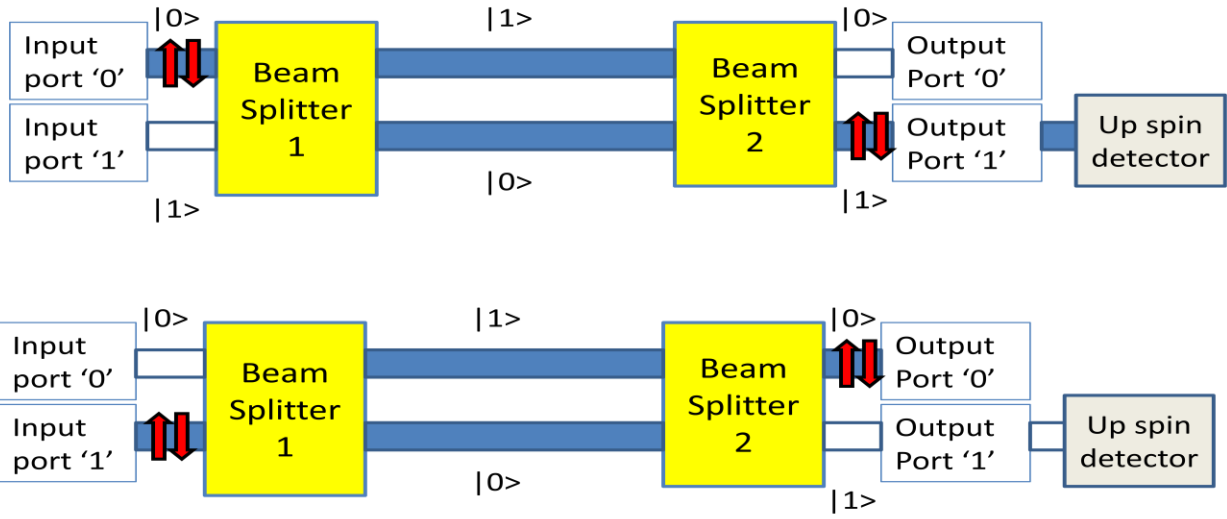 |0>
|1>
|0>
Input
port ‘0’
Beam
Splitter
1
Beam
Splitter
2
Output
Port ‘0’
Input
port ‘1’
Output
Port ‘1’
Up spin
detector
|1>
|0>
|1>
|0>
|1>
|0>
Input
port ‘0’
Beam
Splitter
1
Beam
Splitter
2
Output
Port ‘0’
Input
port ‘1’
Output
Port ‘1’
Up spin
detector
|0>
|1>